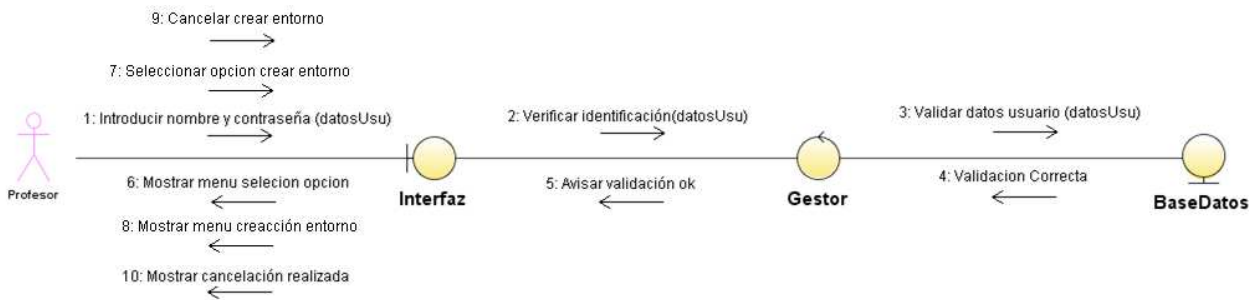 9: Cancelar crear entorno
7: Seleccionar opcion crear entorno
1: Introducir nombre y contraseña (datosUsu)
2: Verificar identificación(datosUsu)
3: Validar datos usuario (datosUsu)
Profesor
6: Mostrar menu selecion opcion
Interfaz
5: Avisar validación ok
Gestor
4: Validacion Correcta
BaseDatos
8: Mostrar menu creacción entorno
10: Mostrar cancelación realizada